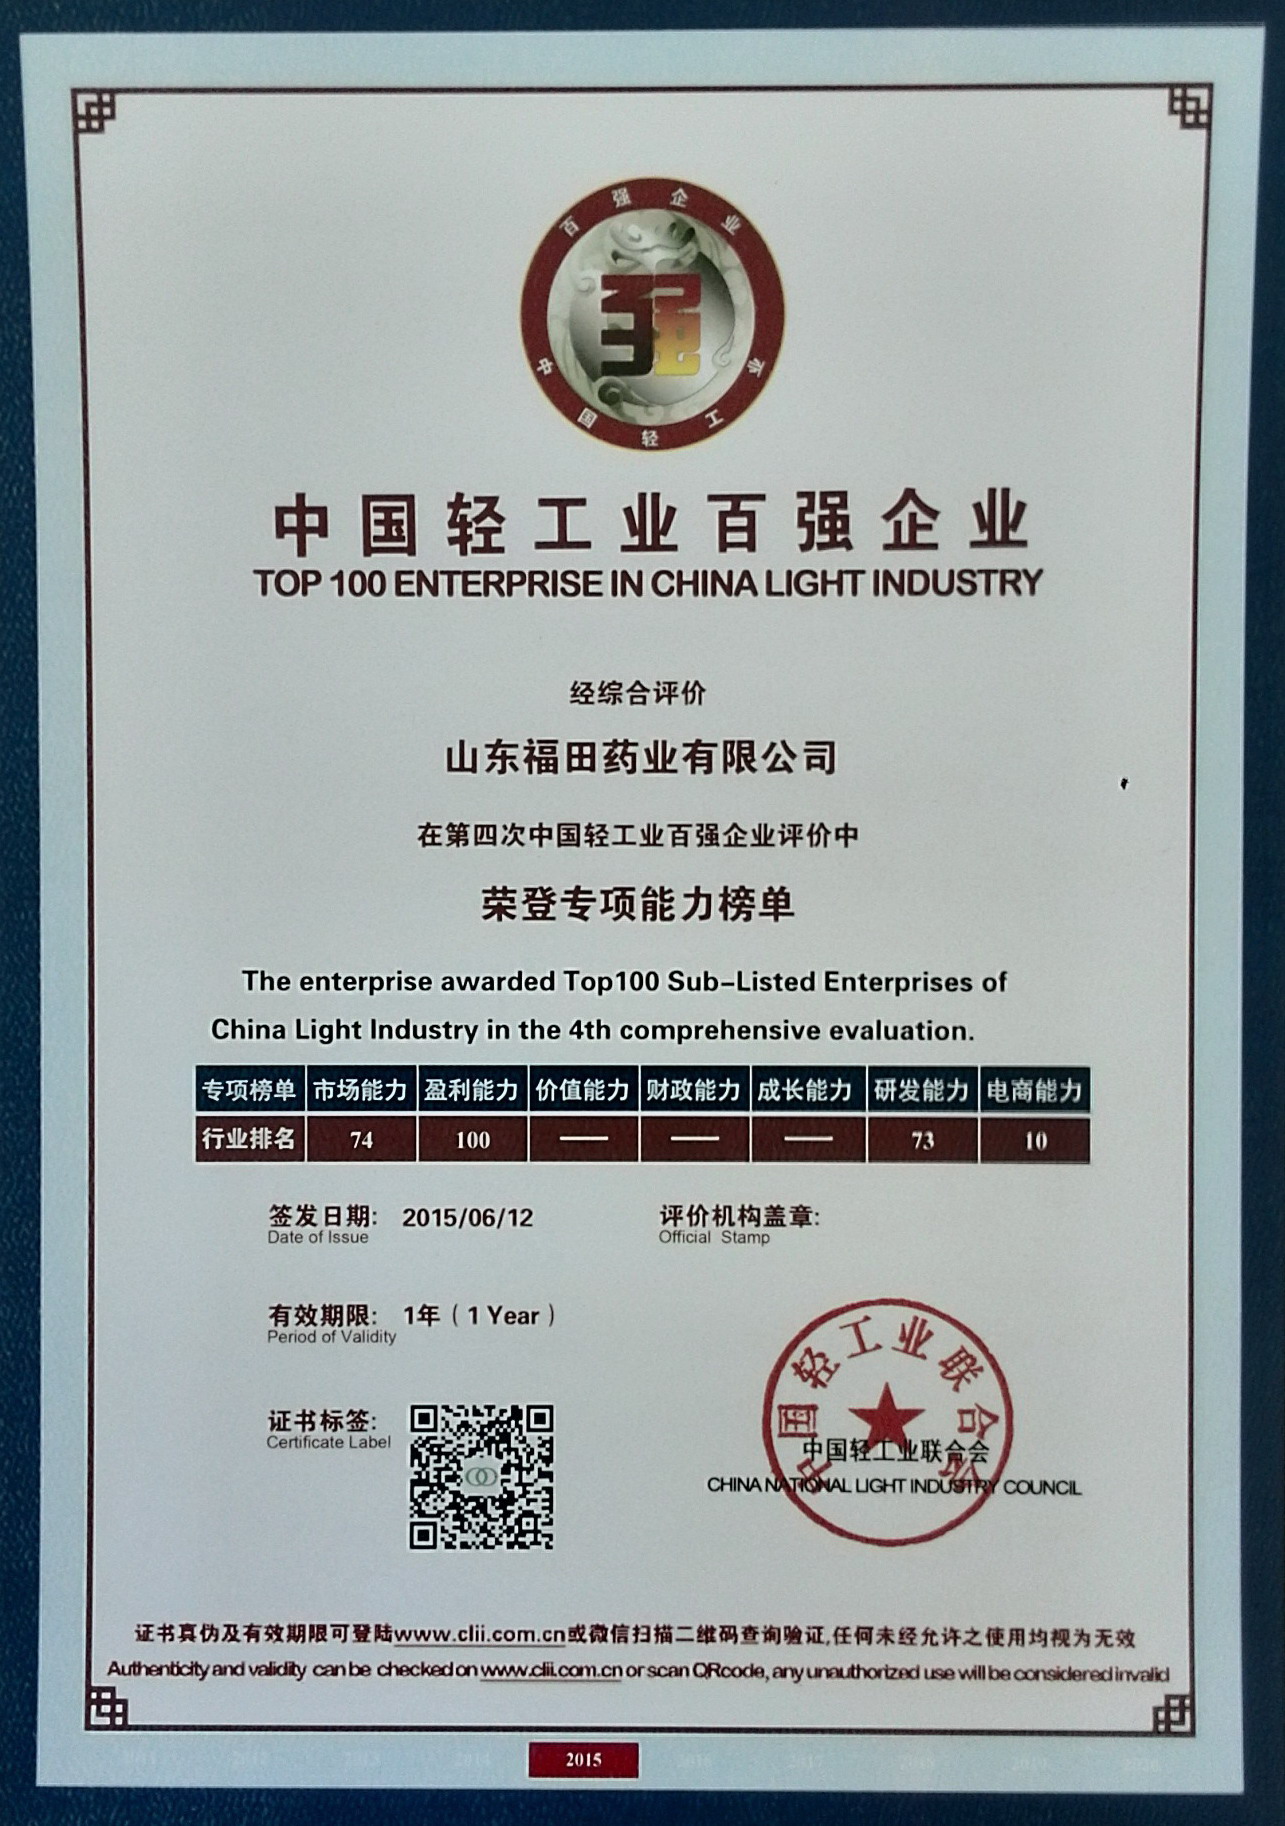 百强企业
强
中国轻工业
中国轻工业百强企业
TOP 100 ENTERPRISE IN CHINA LIGHT INDUSTRY
经综合评价
山东福田药业有限公司
在第四次中国轻工业百强企业评价中
荣登专项能力榜单
The enterprise awarded Top100 Sub-Listed Enterprises of
China Light Industry in the 4th comprehensive evaluation.
专项榜单 市场能力 盈利能力 价值能力 财政能力 成长能力 研发能力 电商能力
行业排名 74 100 —— —— —— 73 10
签发日期: 2015/06/12 评价机构盖章:
Date of Issue Official Stamp
有效期限: 1年（1 Year）
Period of Validity
证书标签:
Certificate Label
中国轻工业联合会
中国轻工业联合会
CHINA NATIONAL LIGHT INDUSTRY COUNCIL
证书真伪及有效期限可登陆www.clii.com.cn或微信扫描二维码查询验证,任何未经允许之使用均视为无效
Authenticity and validity can be checked on www.clii.com.cn or scan QRcode, any unauthorized use will be considered invalid
2015